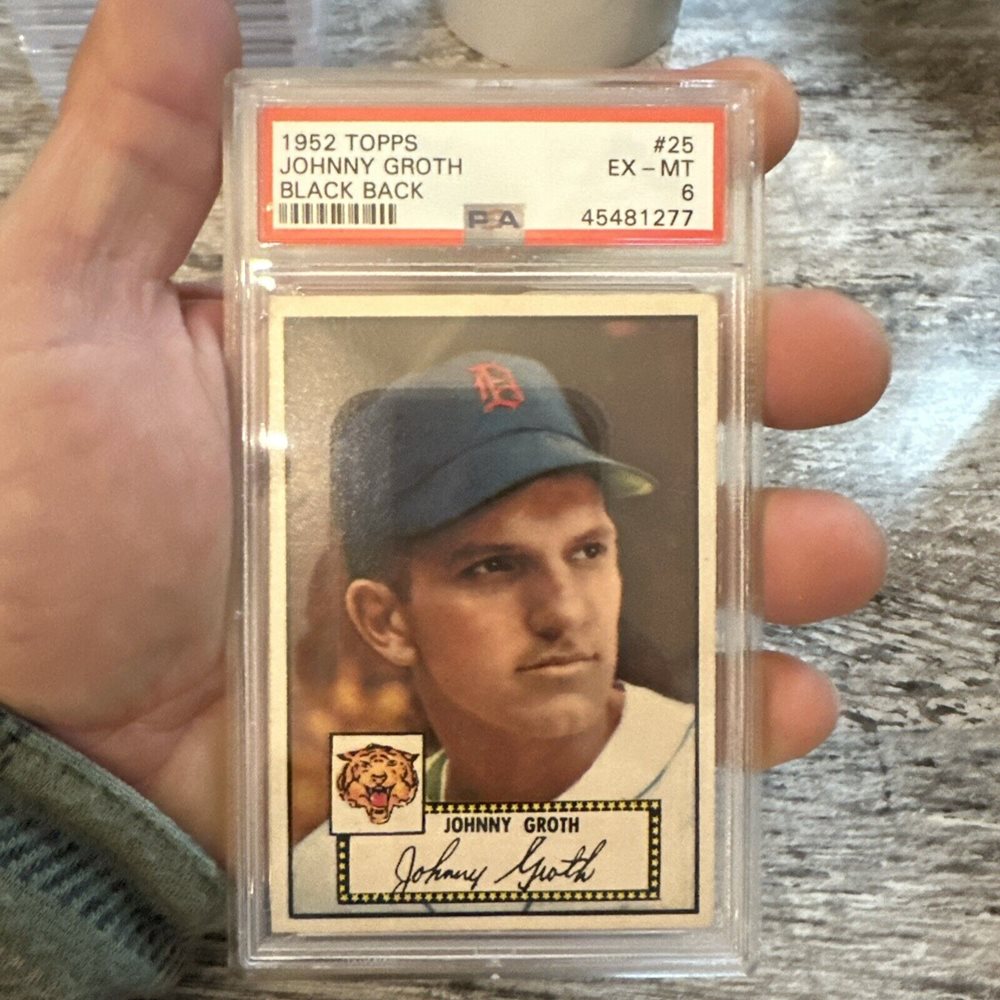 1952 TOPPS #25
JOHNNY GROTH EX - MT
BLACK BACK 6
PSA 45481277
D
JOHNNY GROTH
Johnny Groth